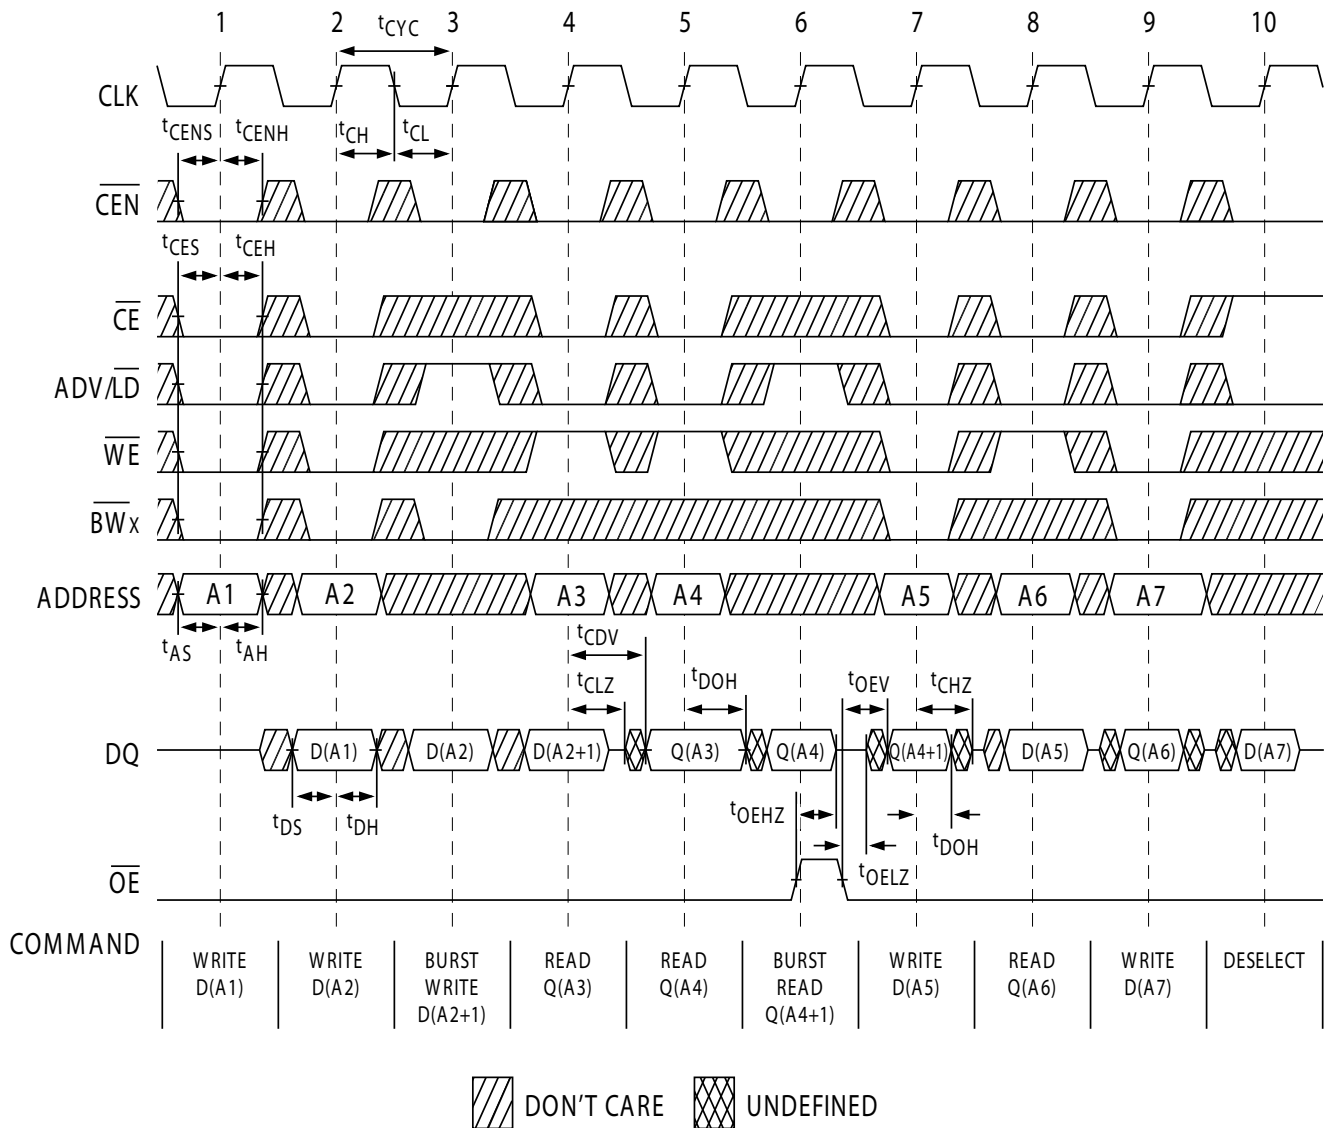 1 2 3 4 5 6 7 8 9 10
tCYC
CLK
tCENS tCENH tCH tCL
CEN
tCES tCEH
CE
ADV/LD
WE
BWx
ADDRESS A1 A2 A3 A4 A5 A6 A7
tAS tAH tCDV
tCLZ tDOH tOEV tCHZ
DQ D(A1) D(A2) D(A2+1) Q(A3) Q(A4) Q(A4+1) D(A5) Q(A6) D(A7)
tDS tDH tOEHZ tDOH
tOELZ
OE
COMMAND
WRITE
D(A1)
WRITE
D(A2)
BURST
WRITE
D(A2+1)
READ
Q(A3)
READ
Q(A4)
BURST
READ
Q(A4+1)
WRITE
D(A5)
READ
Q(A6)
WRITE
D(A7)
DESELECT
DON'T CARE
UNDEFINED